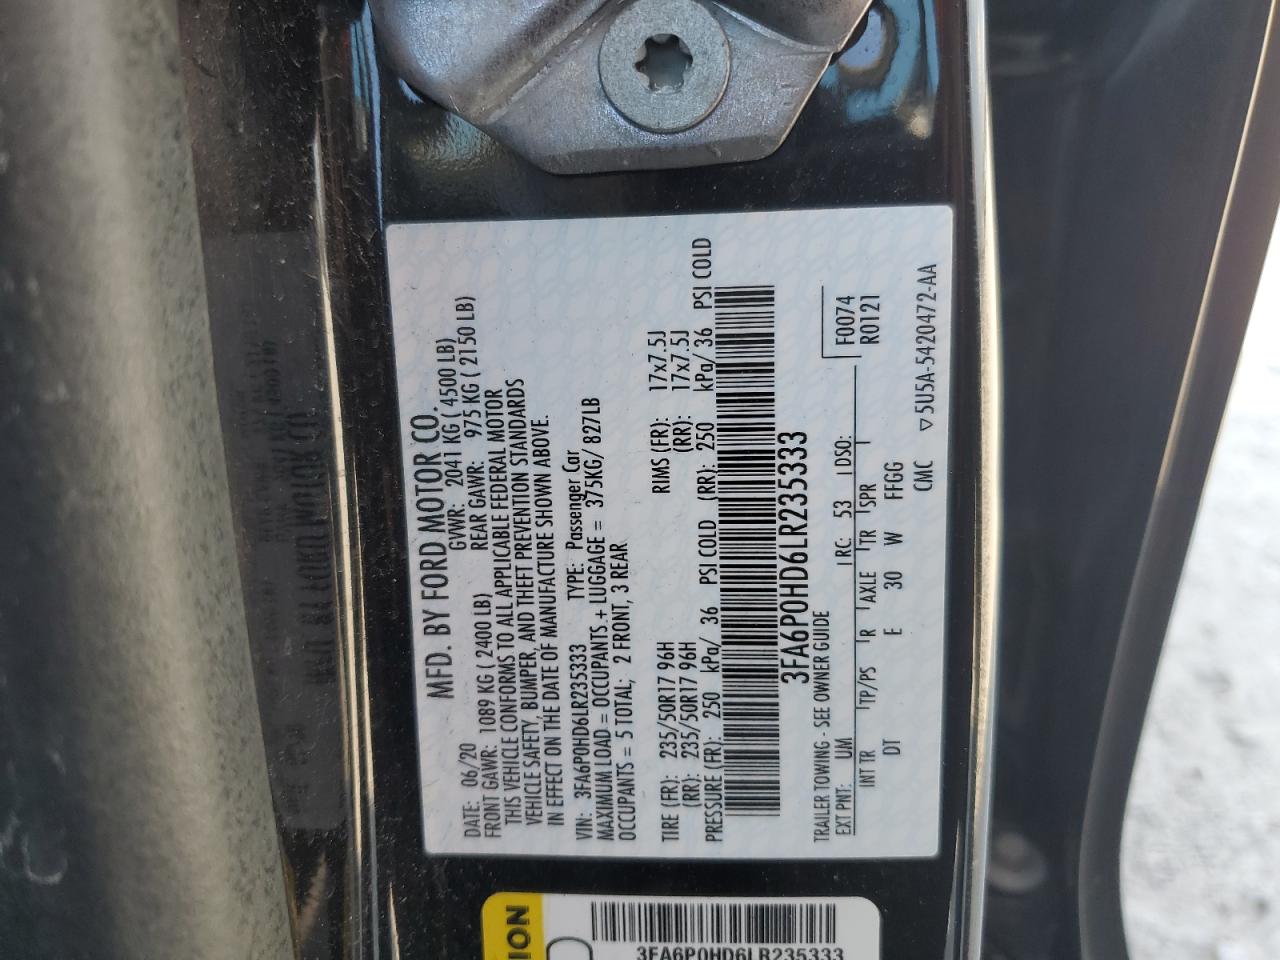 MFD. BY FORD MOTOR CO.
DATE: 06/20 GVWR: 2041 KG ( 4500 LB)
FRONT GAWR: 1089 KG ( 2400 LB) REAR GAWR: 975 KG ( 2150 LB)
THIS VEHICLE CONFORMS TO ALL APPLICABLE FEDERAL MOTOR
VEHICLE SAFETY, BUMPER, AND THEFT PREVENTION STANDARDS
IN EFFECT ON THE DATE OF MANUFACTURE SHOWN ABOVE.
VIN: 3FA6P0HD6LR235333 TYPE: Passenger Car
MAXIMUM LOAD = OCCUPANTS + LUGGAGE = 375KG/ 827LB
OCCUPANTS = 5 TOTAL; 2 FRONT, 3 REAR
TIRE (FR): 235/50R17 96H RIMS (FR): 17x7.5J
(RR): 235/50R17 96H (RR): 17x7.5J
PRESSURE (FR): 250 kPa/ 36 PSI COLD (RR): 250 kPa/ 36 PSI COLD
3FA6P0HD6LR235333
TRAILER TOWING - SEE OWNER GUIDE
F0074
R0121
EXT PNT: UM RC: 53 DSO:
INT TR TP/PS R AXLE TR SPR
DT E 30 W FFGG
CMC ▽5U5A-5420472-AA
ION
3FA6P0HD6LR235333